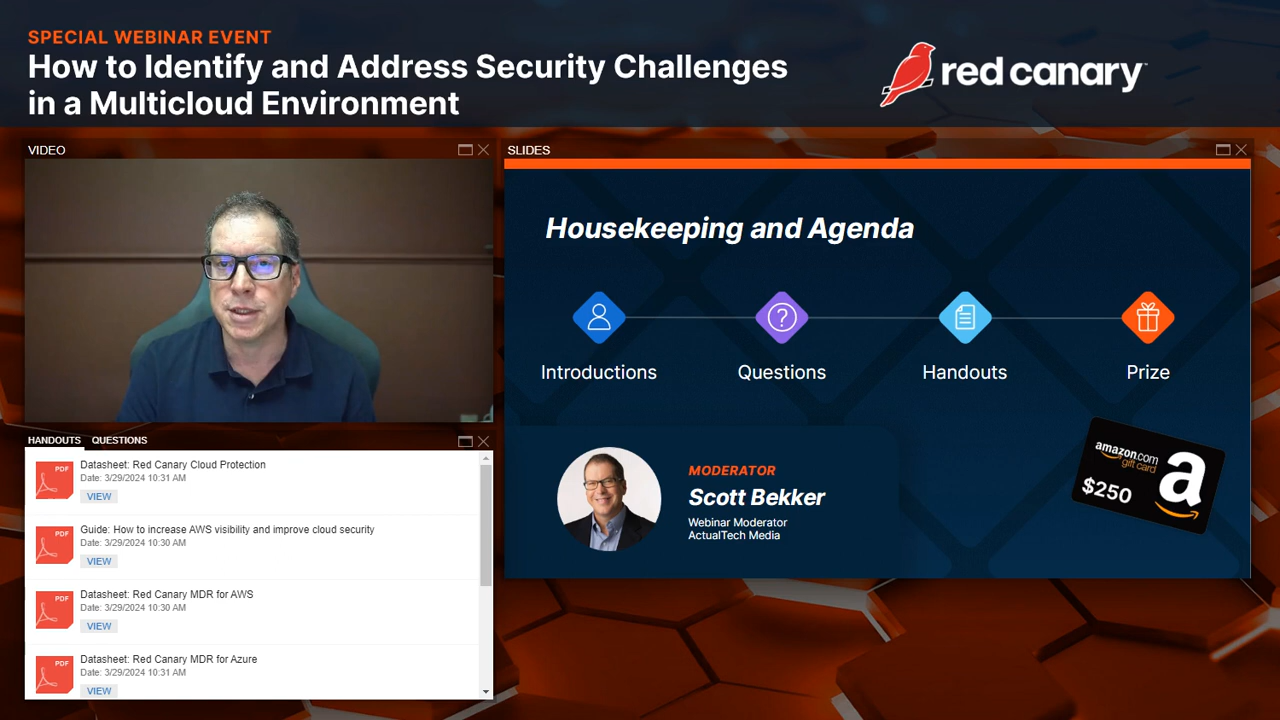 SPECIAL WEBINAR EVENT
How to Identify and Address Security Challenges
in a Multicloud Environment
red canary
VIDEO
SLIDES
Housekeeping and Agenda
Introductions
Questions
Handouts
Prize
MODERATOR
Scott Bekker
Webinar Moderator
ActualTech Media
amazon.com
gift card
$250
a
HANDOUTS QUESTIONS
PDF
Datasheet: Red Canary Cloud Protection
Date: 3/29/2024 10:31 AM
VIEW
PDF
Guide: How to increase AWS visibility and improve cloud security
Date: 3/29/2024 10:30 AM
VIEW
PDF
Datasheet: Red Canary MDR for AWS
Date: 3/29/2024 10:30 AM
VIEW
PDF
Datasheet: Red Canary MDR for Azure
Date: 3/29/2024 10:31 AM
VIEW